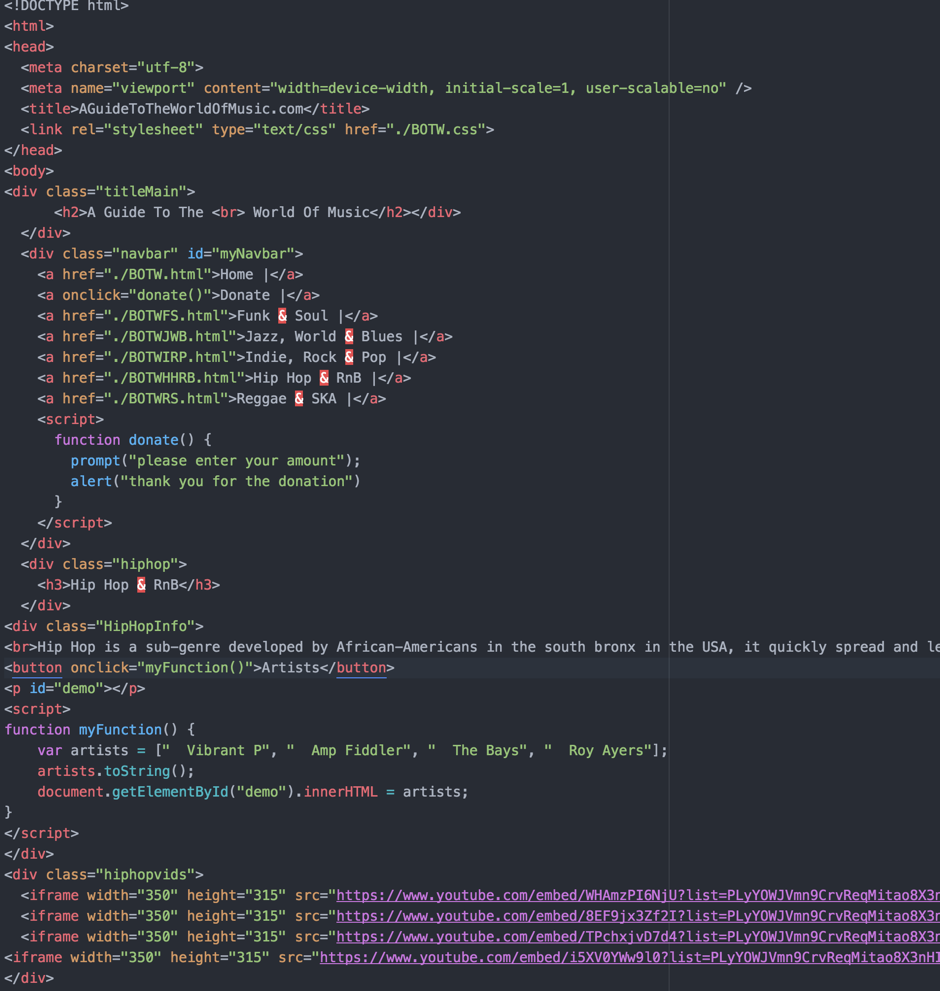 <!DOCTYPE html>
<html>
<head>
  <meta charset="utf-8">
  <meta name="viewport" content="width=device-width, initial-scale=1, user-scalable=no" />
  <title>AGuideToTheWorldOfMusic.com</title>
  <link rel="stylesheet" type="text/css" href="./BOTW.css">
</head>
<body>
<div class="titleMain">
      <h2>A Guide To The <br> World Of Music</h2></div>
  </div>
  <div class="navbar" id="myNavbar">
    <a href="./BOTW.html">Home |</a>
    <a onclick="donate()">Donate |</a>
    <a href="./BOTWFS.html">Funk & Soul |</a>
    <a href="./BOTWJWB.html">Jazz, World & Blues |</a>
    <a href="./BOTWIRP.html">Indie, Rock & Pop |</a>
    <a href="./BOTWHHRB.html">Hip Hop & RnB |</a>
    <a href="./BOTWRS.html">Reggae & SKA |</a>
    <script>
      function donate() {
        prompt("please enter your amount");
        alert("thank you for the donation")
      }
    </script>
  </div>
  <div class="hiphop">
    <h3>Hip Hop & RnB</h3>
    </div>
<div class="HipHopInfo">
<br>Hip Hop is a sub-genre developed by African-Americans in the south bronx in the USA, it quickly spread and le
<button onclick="myFunction()">Artists</button>
<p id="demo"></p>
<script>
function myFunction() {
    var artists = ["  Vibrant P", "  Amp Fiddler", "  The Bays", "  Roy Ayers"];
    artists.toString();
    document.getElementById("demo").innerHTML = artists;
}
</script>
</div>
<div class="hiphopvids">
  <iframe width="350" height="315" src="https://www.youtube.com/embed/WHAmzPI6NjU?list=PLyYOWJVmn9CrvReqMitao8X3n
  <iframe width="350" height="315" src="https://www.youtube.com/embed/8EF9jx3Zf2I?list=PLyYOWJVmn9CrvReqMitao8X3n
  <iframe width="350" height="315" src="https://www.youtube.com/embed/TPchxjvD7d4?list=PLyYOWJVmn9CrvReqMitao8X3n
<iframe width="350" height="315" src="https://www.youtube.com/embed/i5XV0YWw9l0?list=PLyYOWJVmn9CrvReqMitao8X3nH1
</div>